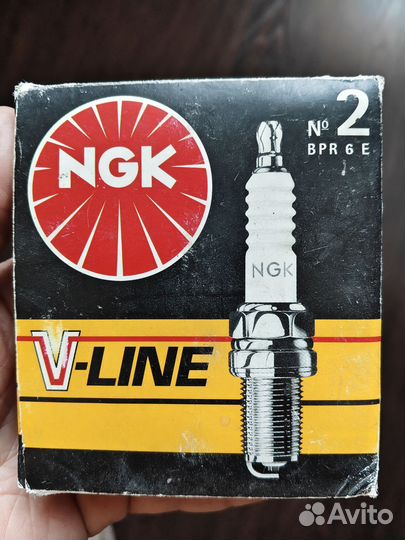 NGK
Nº 2
BPR 6 E
NGK
V-LINE
Avito